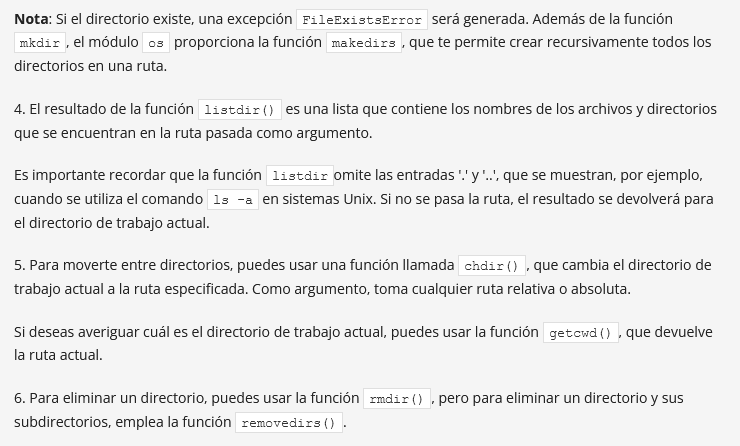 Nota: Si el directorio existe, una excepción FileExistsError será generada. Además de la función
mkdir, el módulo os proporciona la función makedirs, que te permite crear recursivamente todos los
directorios en una ruta.
4. El resultado de la función listdir() es una lista que contiene los nombres de los archivos y directorios
que se encuentran en la ruta pasada como argumento.
Es importante recordar que la función listdir omite las entradas '.' y '..', que se muestran, por ejemplo,
cuando se utiliza el comando ls -a en sistemas Unix. Si no se pasa la ruta, el resultado se devolverá para
el directorio de trabajo actual.
5. Para moverte entre directorios, puedes usar una función llamada chdir(), que cambia el directorio de
trabajo actual a la ruta especificada. Como argumento, toma cualquier ruta relativa o absoluta.
Si deseas averiguar cuál es el directorio de trabajo actual, puedes usar la función getcwd(), que devuelve
la ruta actual.
6. Para eliminar un directorio, puedes usar la función rmdir(), pero para eliminar un directorio y sus
subdirectorios, emplea la función removedirs().